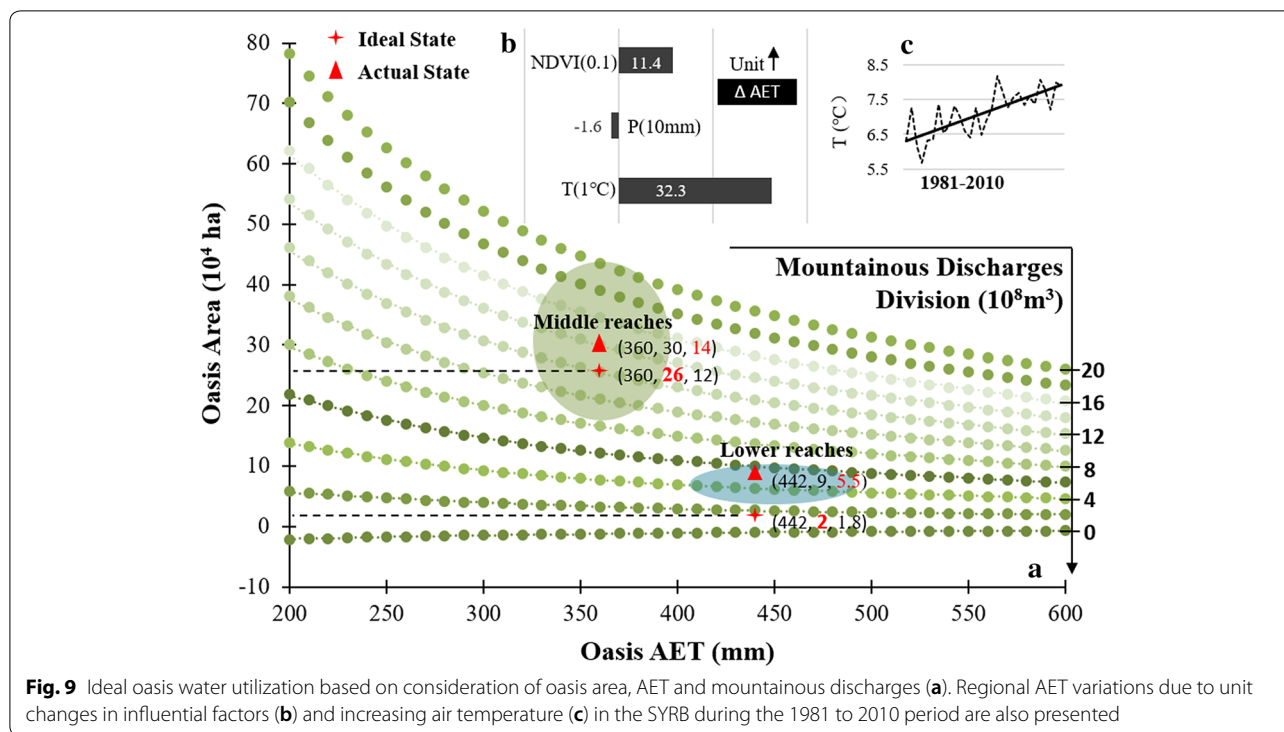 Ideal State
Actual State
b
NDVI(0.1)
11.4
-1.6
P(10mm)
T(1℃)
32.3
Unit
Δ AET
c
T (℃)
8.5
7.5
6.5
5.5
1981-2010
Oasis Area (10⁴ ha)
80
70
60
50
40
30
20
10
0
-10
Mountainous Discharges
Division (10⁸m³)
20
16
12
8
4
0
Middle reaches
(360, 30, 14)
(360, 26, 12)
Lower reaches
(442, 9, 5.5)
(442, 2, 1.8)
a
200 250 300 350 400 450 500 550 600
Oasis AET (mm)
Fig. 9 Ideal oasis water utilization based on consideration of oasis area, AET and mountainous discharges (a). Regional AET variations due to unit
changes in influential factors (b) and increasing air temperature (c) in the SYRB during the 1981 to 2010 period are also presented